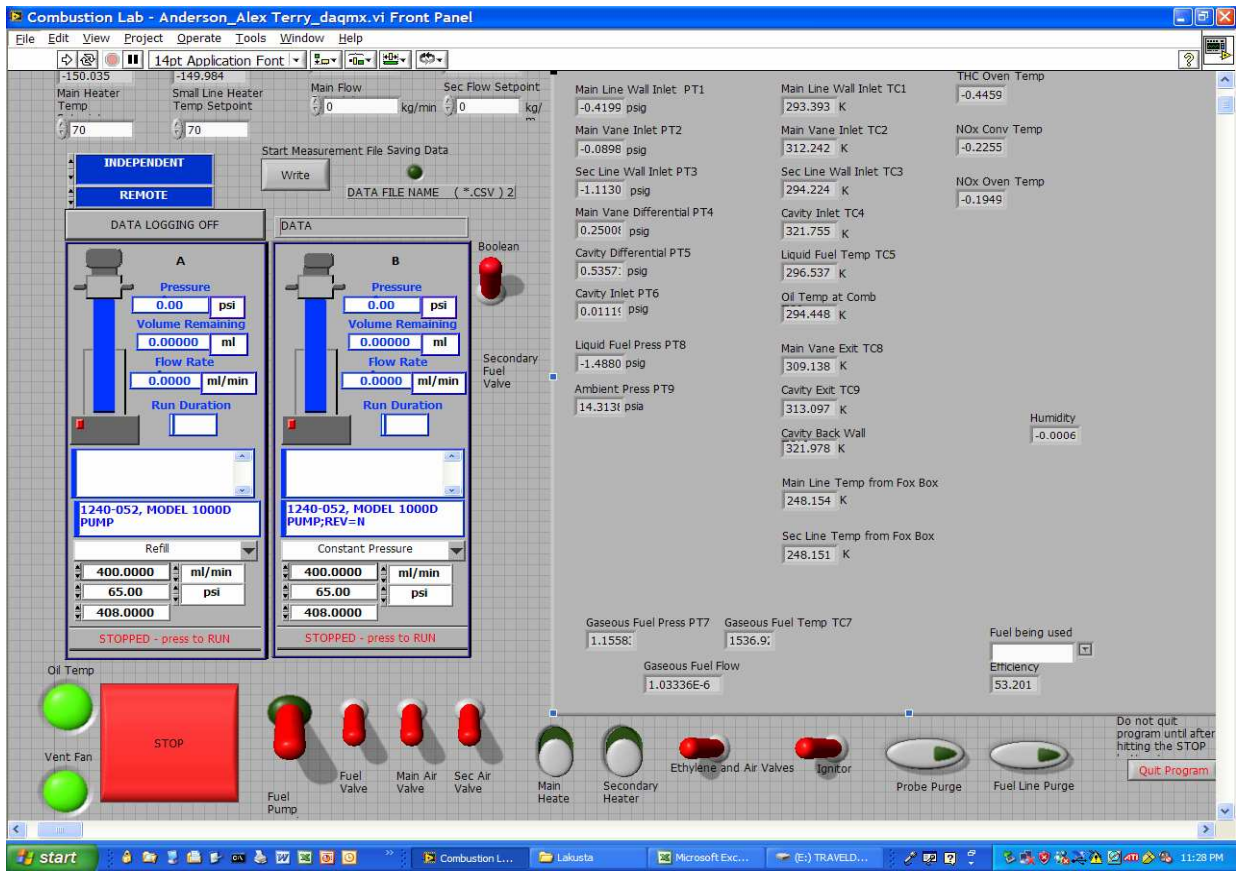 Combustion Lab - Anderson_Alex Terry_daqmx.vi Front Panel
File Edit View Project Operate Tools Window Help
14pt Application Font
-150.035 -149.984
Main Heater Temp
70
Small Line Heater Temp Setpoint
70
Main Flow
0 kg/min
Sec Flow Setpoint
0 kg/
INDEPENDENT
REMOTE
Start Measurement File
Write
Saving Data
DATA FILE NAME ( *.CSV ) 2
DATA LOGGING OFF
DATA
A
Pressure
0.00 psi
Volume Remaining
0.00000 ml
Flow Rate
0.0000 ml/min
Run Duration
1240-052, MODEL 1000D
PUMP
Refill
400.0000 ml/min
65.00 psi
408.0000
STOPPED - press to RUN
B
Pressure
0.00 psi
Volume Remaining
0.00000 ml
Flow Rate
0.0000 ml/min
Run Duration
1240-052, MODEL 1000D
PUMP;REV=N
Constant Pressure
400.0000 ml/min
65.00 psi
408.0000
STOPPED - press to RUN
Boolean
Secondary
Fuel
Valve
Main Line Wall Inlet PT1
-0.4199 psig
Main Vane Inlet PT2
-0.0898 psig
Sec Line Wall Inlet PT3
-1.1130 psig
Main Vane Differential PT4
0.2500 psig
Cavity Differential PT5
0.5357 psig
Cavity Inlet PT6
0.0111 psig
Liquid Fuel Press PT8
-1.4880 psig
Ambient Press PT9
14.313 psia
Main Line Wall Inlet TC1
293.393 K
Main Vane Inlet TC2
312.242 K
Sec Line Wall Inlet TC3
294.224 K
Cavity Inlet TC4
321.755 K
Liquid Fuel Temp TC5
296.537 K
Oil Temp at Comb
294.448 K
Main Vane Exit TC8
309.138 K
Cavity Exit TC9
313.097 K
Cavity Back Wall
321.978 K
Main Line Temp from Fox Box
248.154 K
Sec Line Temp from Fox Box
248.151 K
THC Oven Temp
-0.4459
NOx Conv Temp
-0.2255
NOx Oven Temp
-0.1949
Humidity
-0.0006
Gaseous Fuel Press PT7
1.1558
Gaseous Fuel Temp TC7
1536.9
Gaseous Fuel Flow
1.03336E-6
Fuel being used
Efficiency
53.201
Oil Temp
Vent Fan
STOP
Fuel
Pump
Fuel
Valve
Main Air
Valve
Sec Air
Valve
Main
Heate
Secondary
Heater
Ethylene and Air Valves
Ignitor
Probe Purge
Fuel Line Purge
Do not quit
program until after
hitting the STOP
Quit Program
start
Combustion L...
Lakusta
Microsoft Exc...
(E:) TRAVELD...
11:28 PM